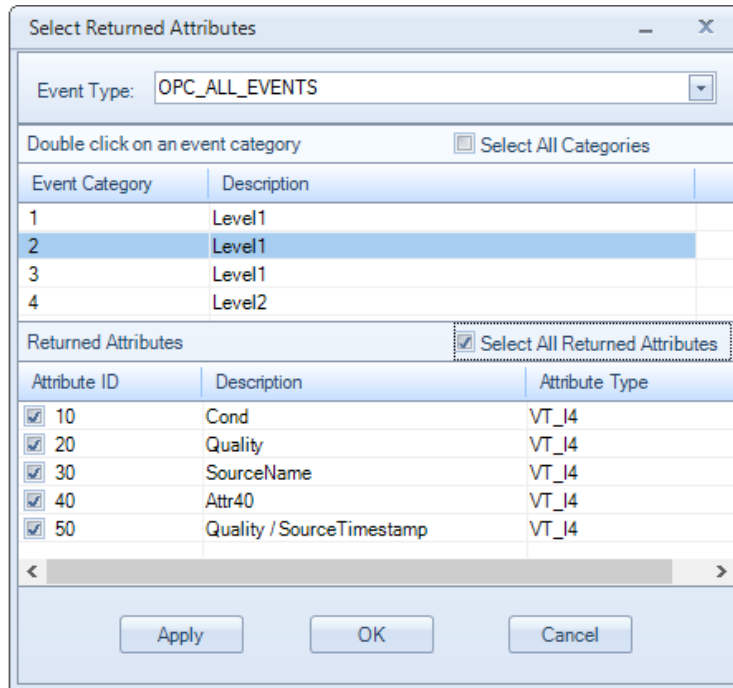 Select Returned Attributes
Event Type: OPC_ALL_EVENTS
Double click on an event category Select All Categories
Event Category Description
1 Level1
2 Level1
3 Level1
4 Level2
Returned Attributes Select All Returned Attributes
Attribute ID Description Attribute Type
10 Cond VT_I4
20 Quality VT_I4
30 SourceName VT_I4
40 Attr40 VT_I4
50 Quality / SourceTimestamp VT_I4
Apply OK Cancel